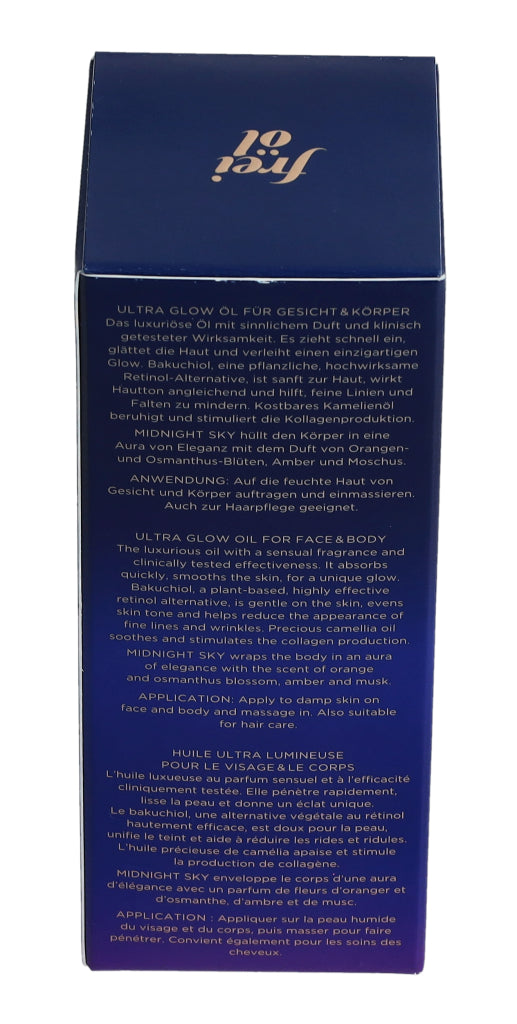 frei
öl
ULTRA GLOW ÖL FÜR GESICHT & KÖRPER
Das luxuriöse Öl mit sinnlichem Duft und klinisch
getesteter Wirksamkeit. Es zieht schnell ein,
glättet die Haut und verleiht einen einzigartigen
Glow. Bakuchiol, eine pflanzliche, hochwirksame
Retinol-Alternative, ist sanft zur Haut, wirkt
Hautton angleichend und hilft, feine Linien und
Falten zu mindern. Kostbares Kamelienöl
beruhigt und stimuliert die Kollagenproduktion.
MIDNIGHT SKY hüllt den Körper in eine
Aura von Eleganz mit dem Duft von Orangen-
und Osmanthus-Blüten, Amber und Moschus.
ANWENDUNG: Auf die feuchte Haut von
Gesicht und Körper auftragen und einmassieren.
Auch zur Haarpflege geeignet.
ULTRA GLOW OIL FOR FACE & BODY
The luxurious oil with a sensual fragrance and
clinically tested effectiveness. It absorbs
quickly, smooths the skin, for a unique glow.
Bakuchiol, a plant-based, highly effective
retinol alternative, is gentle on the skin, evens
skin tone and helps reduce the appearance of
fine lines and wrinkles. Precious camellia oil
soothes and stimulates the collagen production.
MIDNIGHT SKY wraps the body in an aura
of elegance with the scent of orange
and osmanthus blossom, amber and musk.
APPLICATION: Apply to damp skin on
face and body and massage in. Also suitable
for hair care.
HUILE ULTRA LUMINEUSE
POUR LE VISAGE & LE CORPS
L'huile luxueuse au parfum sensuel et à l'efficacité
cliniquement testée. Elle pénètre rapidement,
lisse la peau et donne un éclat unique.
Le bakuchiol, une alternative végétale au rétinol
hautement efficace, est doux pour la peau,
unifie le teint et aide à réduire les rides et ridules.
L'huile précieuse de camélia apaise et stimule
la production de collagène.
MIDNIGHT SKY enveloppe le corps d'une aura
d'élégance avec un parfum de fleurs d'oranger et
d'osmanthe, d'ambre et de musc.
APPLICATION : Appliquer sur la peau humide
du visage et du corps, puis masser pour faire
pénétrer. Convient également pour les soins des
cheveux.